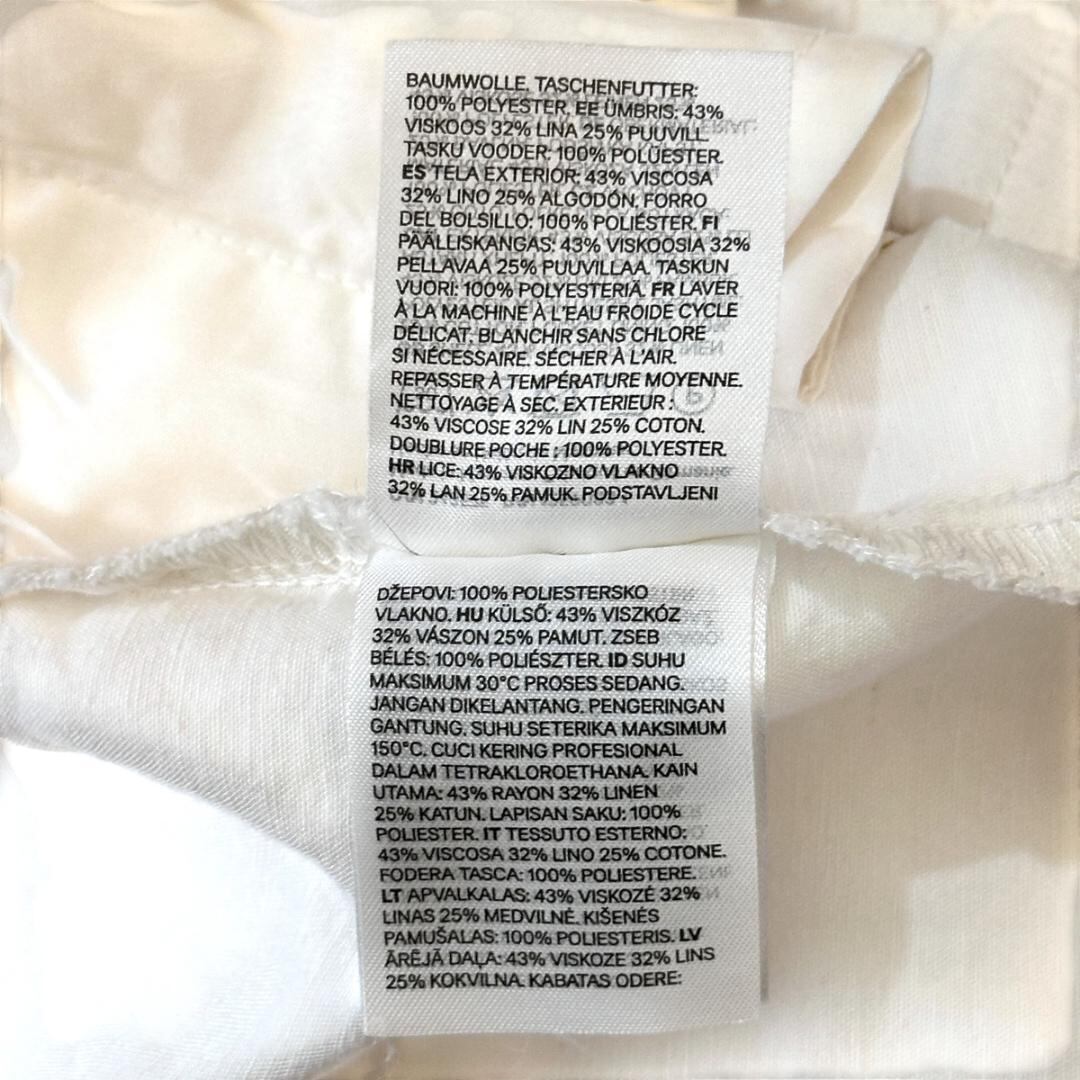 BAUMWOLLE. TASCHENFUTTER:
100% POLYESTER. EE ÜMBRIS: 43%
VISKOOS 32% LINA 25% PUUVILL
TASKU VOODER: 100% POLÜESTER.
ES TELA EXTERIOR: 43% VISCOSA
32% LINO 25% ALGODÓN. FORRO
DEL BOLSILLO: 100% POLIÉSTER. FI
PÄÄLLISKANGAS: 43% VISKOOSIA 32%
PELLAVAA 25% PUUVILLAA. TASKUN
VUORI: 100% POLYESTERIÄ. FR LAVER
À LA MACHINE À L'EAU FROIDE CYCLE
DÉLICAT. BLANCHIR SANS CHLORE
SI NÉCESSAIRE. SÉCHER À L'AIR.
REPASSER À TEMPÉRATURE MOYENNE.
NETTOYAGE À SEC. EXTERIEUR :
43% VISCOSE 32% LIN 25% COTON.
DOUBLURE POCHE : 100% POLYESTER.
HR LICE: 43% VISKOZNO VLAKNO
32% LAN 25% PAMUK. PODSTAVLJENI
DŽEPOVI: 100% POLIESTERSKO
VLAKNO. HU KÜLSŐ: 43% VISZKÓZ
32% VÁSZON 25% PAMUT. ZSEB
BÉLÉS: 100% POLIÉSZTER. ID SUHU
MAKSIMUM 30°C PROSES SEDANG.
JANGAN DIKELANTANG. PENGERINGAN
GANTUNG. SUHU SETERIKA MAKSIMUM
150°C. CUCI KERING PROFESIONAL
DALAM TETRAKLOROETHANA. KAIN
UTAMA: 43% RAYON 32% LINEN
25% KATUN. LAPISAN SAKU: 100%
POLIESTER. IT TESSUTO ESTERNO:
43% VISCOSA 32% LINO 25% COTONE.
FODERA TASCA: 100% POLIESTERE.
LT APVALKALAS: 43% VISKOZĖ 32%
LINAS 25% MEDVILNĖ. KIŠENĖS
PAMUŠALAS: 100% POLIESTERIS. LV
ĀRĒJĀ DAĻA: 43% VISKOZE 32% LINS
25% KOKVILNA. KABATAS ODERE: